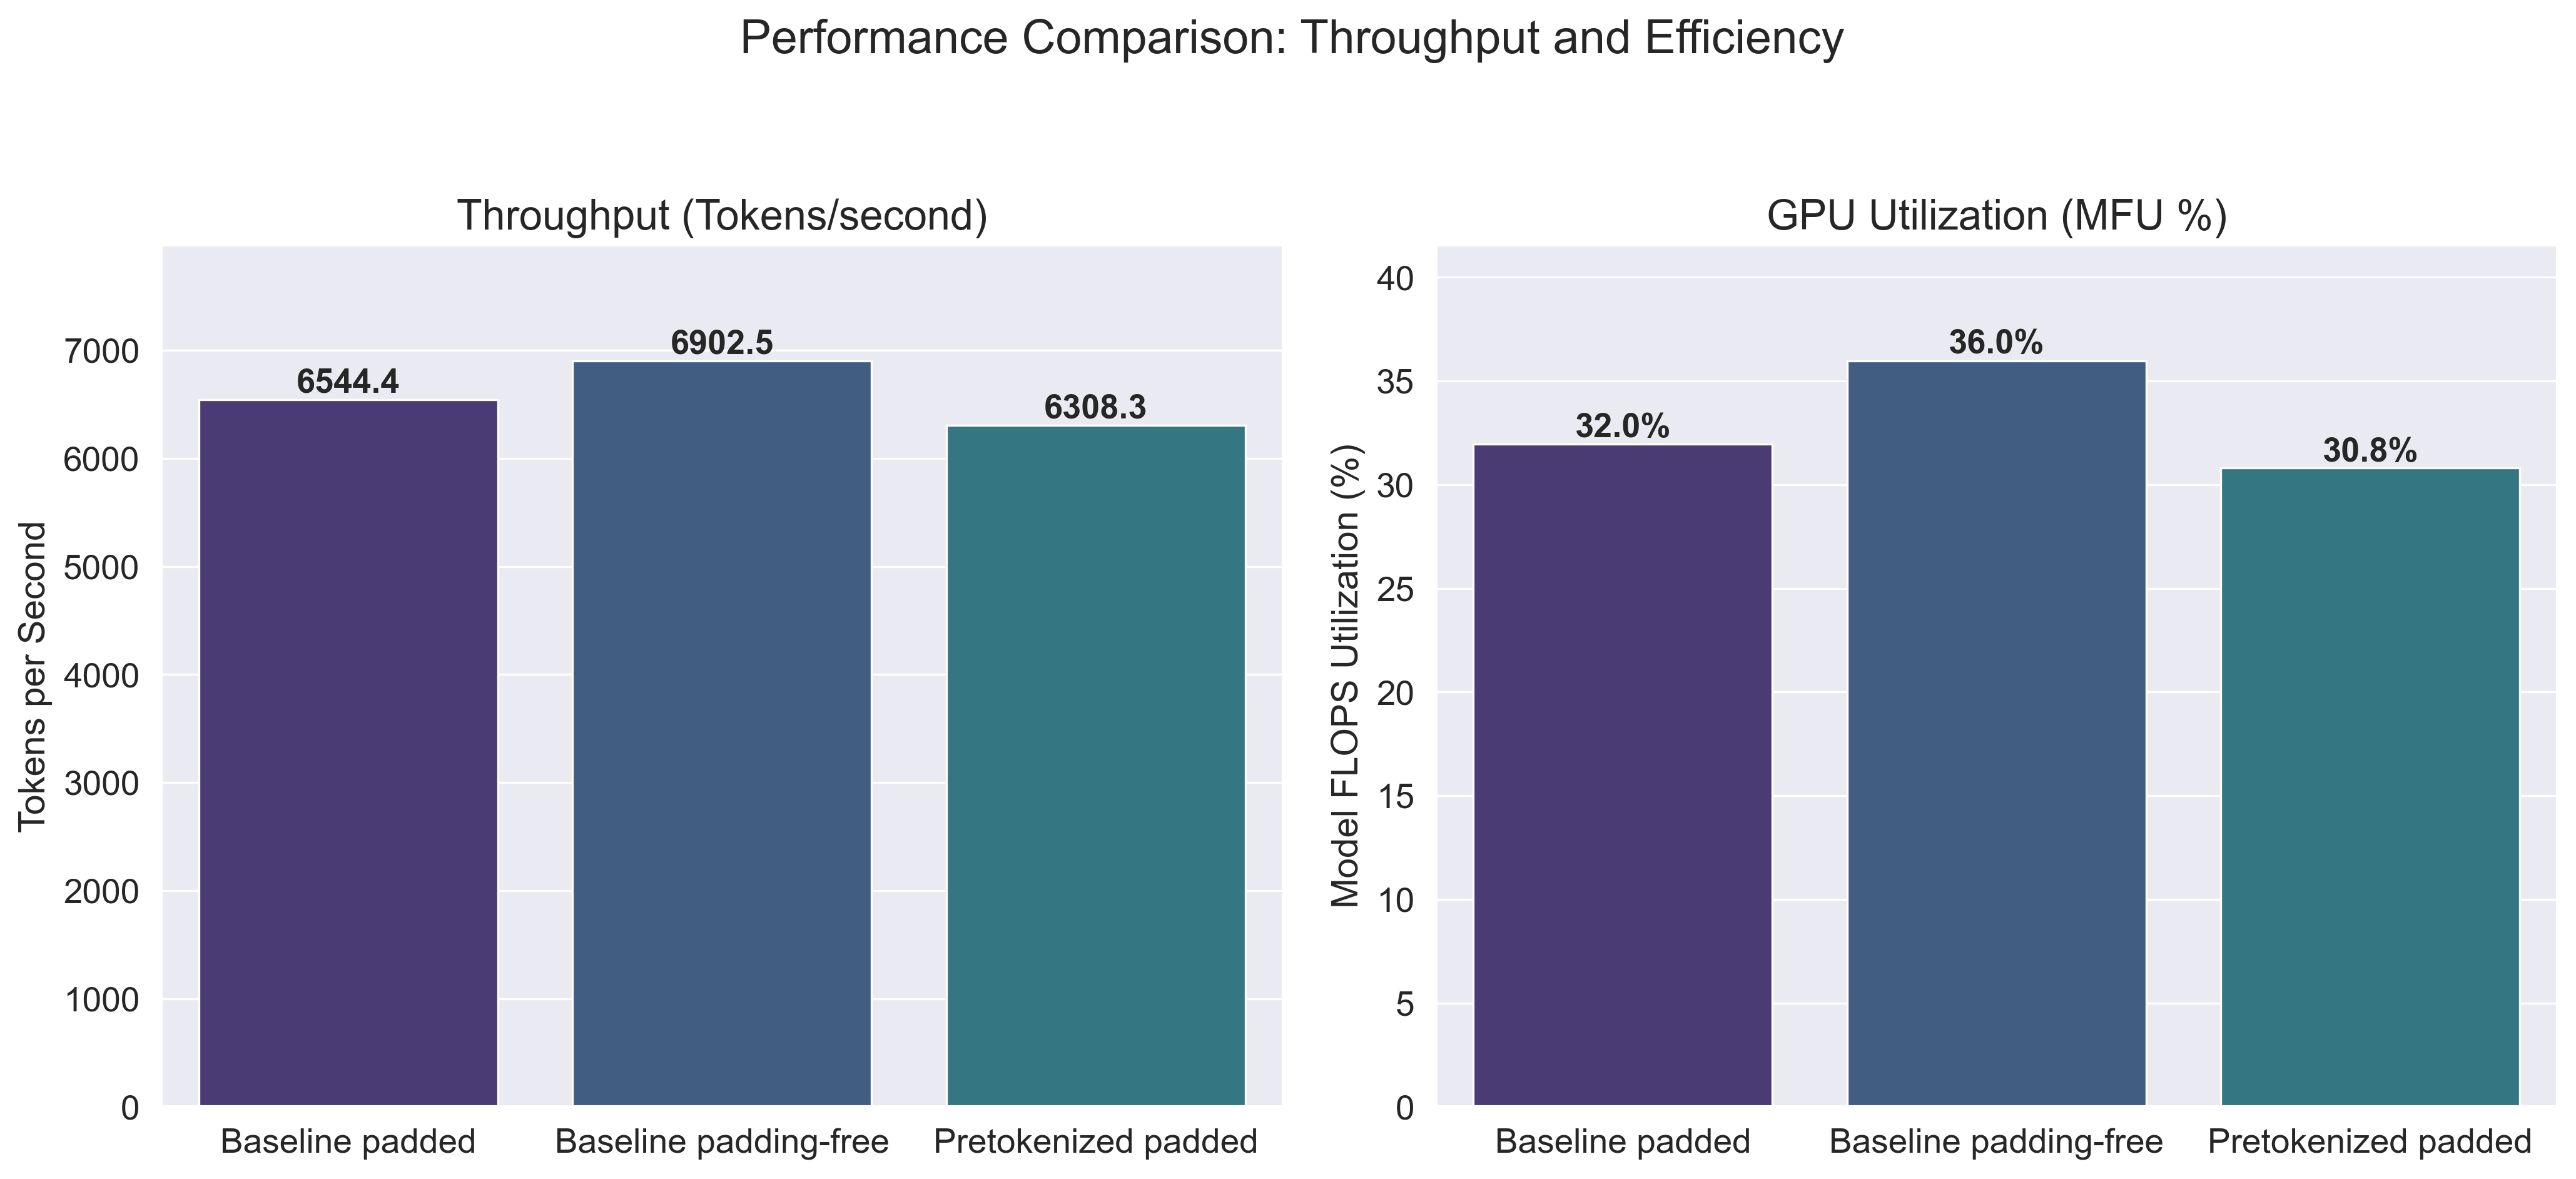 Performance Comparison: Throughput and Efficiency
Throughput (Tokens/second)
Tokens per Second
7000
6000
5000
4000
3000
2000
1000
0
6544.4
6902.5
6308.3
Baseline padded
Baseline padding-free
Pretokenized padded
GPU Utilization (MFU %)
Model FLOPS Utilization (%)
40
35
30
25
20
15
10
5
0
32.0%
36.0%
30.8%
Baseline padded
Baseline padding-free
Pretokenized padded